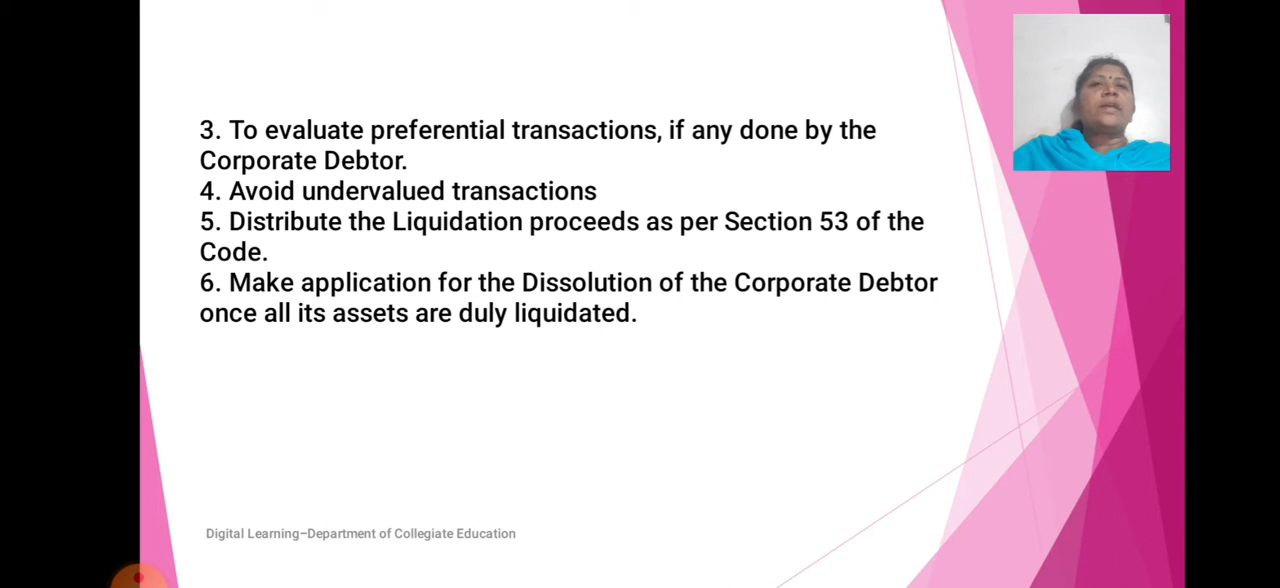 3. To evaluate preferential transactions, if any done by the
Corporate Debtor.
4. Avoid undervalued transactions
5. Distribute the Liquidation proceeds as per Section 53 of the
Code.
6. Make application for the Dissolution of the Corporate Debtor
once all its assets are duly liquidated.
Digital Learning–Department of Collegiate Education